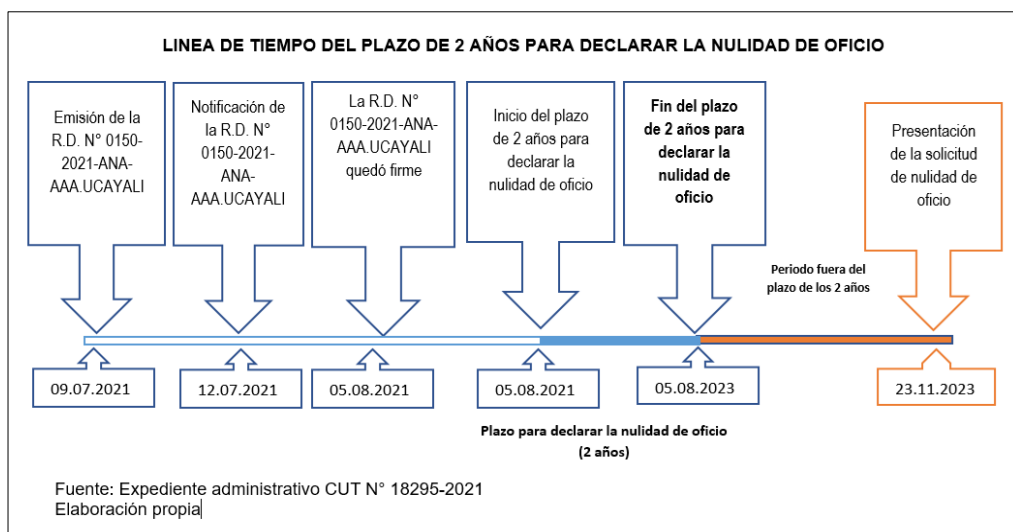 LINEA DE TIEMPO DEL PLAZO DE 2 AÑOS PARA DECLARAR LA NULIDAD DE OFICIO
Emisión de la
R.D. N° 0150-
2021-ANA-
AAA.UCAYALI
Notificación de
la R.D. N°
0150-2021-
ANA-
AAA.UCAYALI
La R.D. N°
0150-2021-ANA-
AAA.UCAYALI
quedó firme
Inicio del plazo
de 2 años para
declarar la
nulidad de oficio
Fin del plazo
de 2 años para
declarar la
nulidad de
oficio
Presentación
de la solicitud
de nulidad de
oficio
Periodo fuera del
plazo de los 2 años
09.07.2021
12.07.2021
05.08.2021
05.08.2021
05.08.2023
23.11.2023
Plazo para declarar la nulidad de oficio
(2 años)
Fuente: Expediente administrativo CUT N° 18295-2021
Elaboración propia